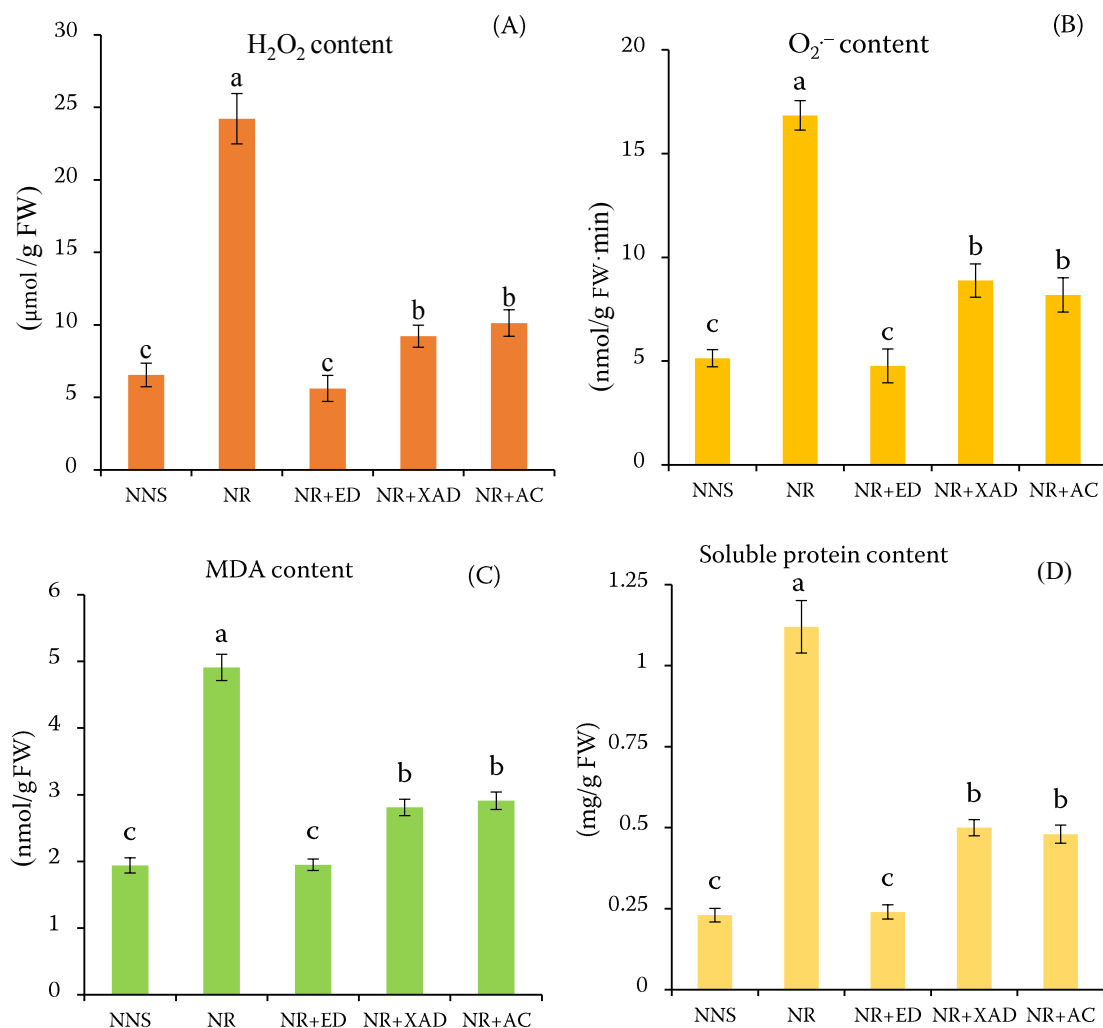 (A)
H₂O₂ content
30
25
20
15
10
5
0
(µmol /g FW)
c
a
c
b
b
NNS NR NR+ED NR+XAD NR+AC
(B)
O₂·⁻ content
20
15
10
5
0
(nmol/g FW·min)
c
a
c
b
b
NNS NR NR+ED NR+XAD NR+AC
MDA content
(C)
6
5
4
3
2
1
0
(nmol/gFW)
c
a
c
b
b
NNS NR NR+ED NR+XAD NR+AC
Soluble protein content
(D)
1.25
1
0.75
0.5
0.25
0
(mg/g FW)
c
a
c
b
b
NNS NR NR+ED NR+XAD NR+AC